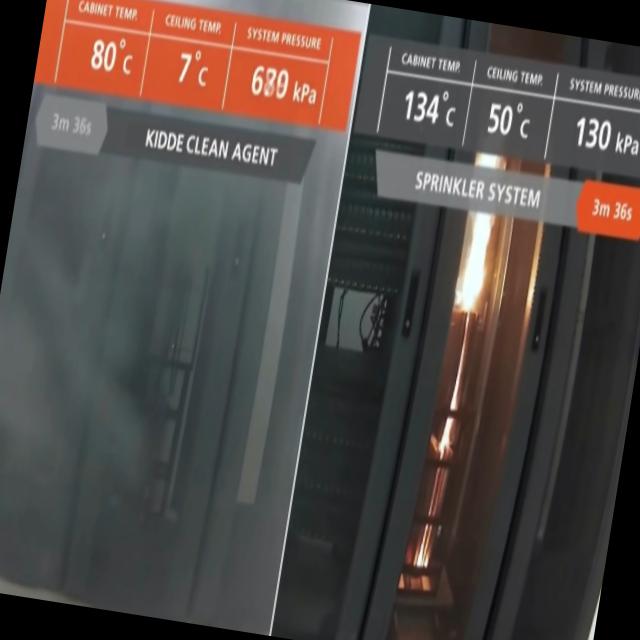 CABINET TEMP. CEILING TEMP. SYSTEM PRESSURE
80°C 7°C kPa
3m 36s KIDDE CLEAN AGENT
CABINET TEMP. CEILING TEMP. SYSTEM PRESSURE
134°C 50°C 130 kPa
SPRINKLER SYSTEM 3m 36s